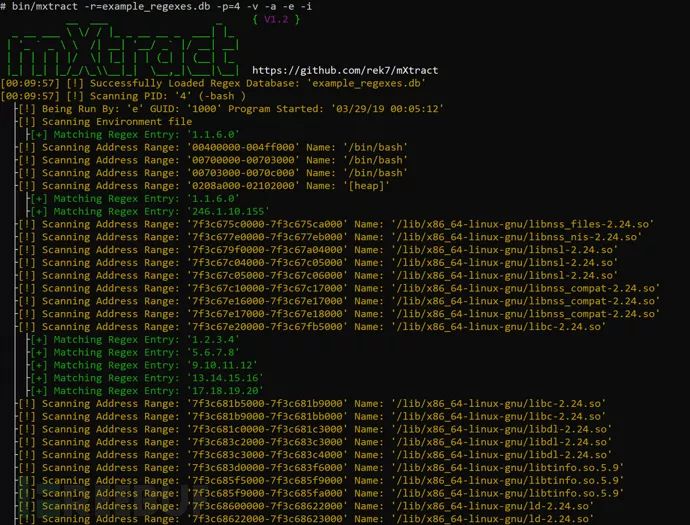 # bin/mxtract -r=example_regexes.db -p=4 -v -a -e -i
{ V1.2 }
https://github.com/rek7/mXtract
[00:09:57] [!] Successfully Loaded Regex Database: 'example_regexes.db'
[00:09:57] [!] Scanning PID: '4' (-bash )
[!] Being Run By: 'e' GUID: '1000' Program Started: '03/29/19 00:05:12'
[!] Scanning Environment file
[+] Matching Regex Entry: '1.1.6.0'
[!] Scanning Address Range: '00400000-004ff000' Name: '/bin/bash'
[!] Scanning Address Range: '00700000-00703000' Name: '/bin/bash'
[!] Scanning Address Range: '00703000-0070c000' Name: '/bin/bash'
[!] Scanning Address Range: '0208a000-02102000' Name: '[heap]'
[+] Matching Regex Entry: '1.1.6.0'
[+] Matching Regex Entry: '246.1.10.155'
[!] Scanning Address Range: '7f3c675c0000-7f3c675ca000' Name: '/lib/x86_64-linux-gnu/libnss_files-2.24.so'
[!] Scanning Address Range: '7f3c677e0000-7f3c677eb000' Name: '/lib/x86_64-linux-gnu/libnss_nis-2.24.so'
[!] Scanning Address Range: '7f3c679f0000-7f3c67a04000' Name: '/lib/x86_64-linux-gnu/libnsl-2.24.so'
[!] Scanning Address Range: '7f3c67c04000-7f3c67c05000' Name: '/lib/x86_64-linux-gnu/libnsl-2.24.so'
[!] Scanning Address Range: '7f3c67c05000-7f3c67c06000' Name: '/lib/x86_64-linux-gnu/libnsl-2.24.so'
[!] Scanning Address Range: '7f3c67c10000-7f3c67c17000' Name: '/lib/x86_64-linux-gnu/libnss_compat-2.24.so'
[!] Scanning Address Range: '7f3c67e16000-7f3c67e17000' Name: '/lib/x86_64-linux-gnu/libnss_compat-2.24.so'
[!] Scanning Address Range: '7f3c67e17000-7f3c67e18000' Name: '/lib/x86_64-linux-gnu/libnss_compat-2.24.so'
[!] Scanning Address Range: '7f3c67e20000-7f3c67fb5000' Name: '/lib/x86_64-linux-gnu/libc-2.24.so'
[+] Matching Regex Entry: '1.2.3.4'
[+] Matching Regex Entry: '5.6.7.8'
[+] Matching Regex Entry: '9.10.11.12'
[+] Matching Regex Entry: '13.14.15.16'
[+] Matching Regex Entry: '17.18.19.20'
[!] Scanning Address Range: '7f3c681b5000-7f3c681b9000' Name: '/lib/x86_64-linux-gnu/libc-2.24.so'
[!] Scanning Address Range: '7f3c681b9000-7f3c681bb000' Name: '/lib/x86_64-linux-gnu/libc-2.24.so'
[!] Scanning Address Range: '7f3c681c0000-7f3c681c3000' Name: '/lib/x86_64-linux-gnu/libdl-2.24.so'
[!] Scanning Address Range: '7f3c683c2000-7f3c683c3000' Name: '/lib/x86_64-linux-gnu/libdl-2.24.so'
[!] Scanning Address Range: '7f3c683c3000-7f3c683c4000' Name: '/lib/x86_64-linux-gnu/libdl-2.24.so'
[!] Scanning Address Range: '7f3c683d0000-7f3c683f6000' Name: '/lib/x86_64-linux-gnu/libtinfo.so.5.9'
[!] Scanning Address Range: '7f3c685f5000-7f3c685f9000' Name: '/lib/x86_64-linux-gnu/libtinfo.so.5.9'
[!] Scanning Address Range: '7f3c685f9000-7f3c685fa000' Name: '/lib/x86_64-linux-gnu/libtinfo.so.5.9'
[!] Scanning Address Range: '7f3c68600000-7f3c68622000' Name: '/lib/x86_64-linux-gnu/ld-2.24.so'
[!] Scanning Address Range: '7f3c68622000-7f3c68623000' Name: '/lib/x86_64-linux-gnu/ld-2.24.so'